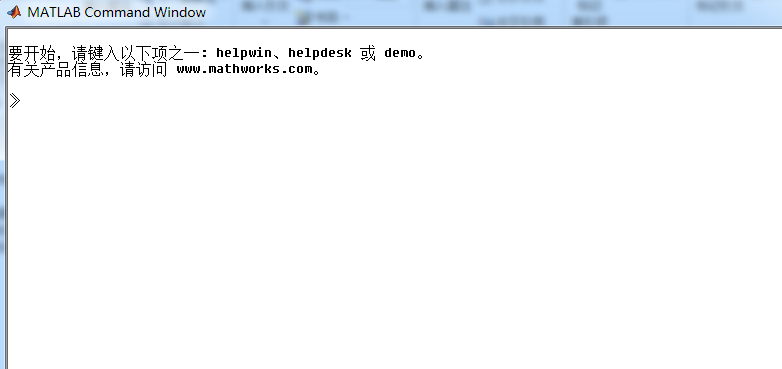 MATLAB Command Window
要开始，请键入以下项之一: helpwin、helpdesk 或 demo。
有关产品信息，请访问 www.mathworks.com。
>>